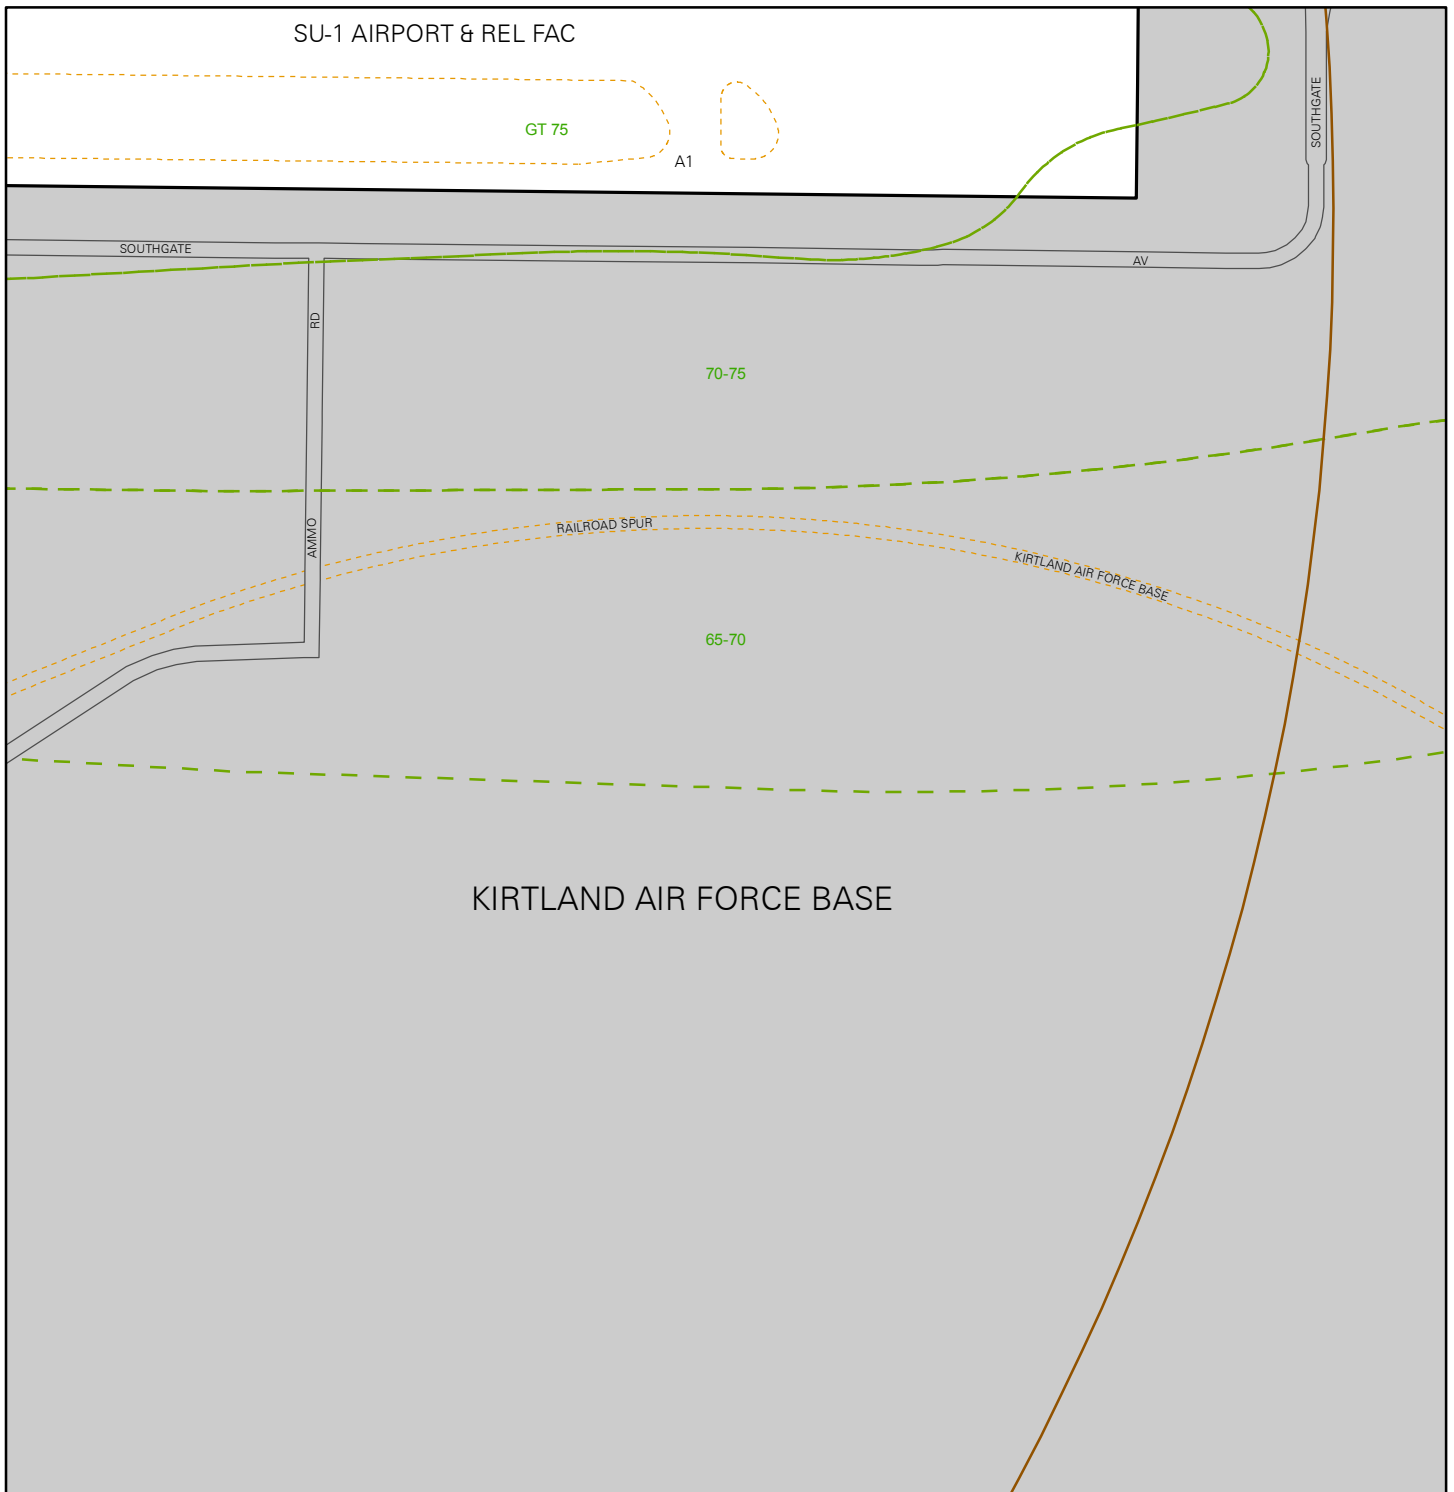 SU-1 AIRPORT & REL FAC
SOUTHGATE
GT 75
A1
SOUTHGATE
AV
RD
70-75
RAILROAD SPUR
AMMO
KIRTLAND AIR FORCE BASE
65-70
KIRTLAND AIR FORCE BASE